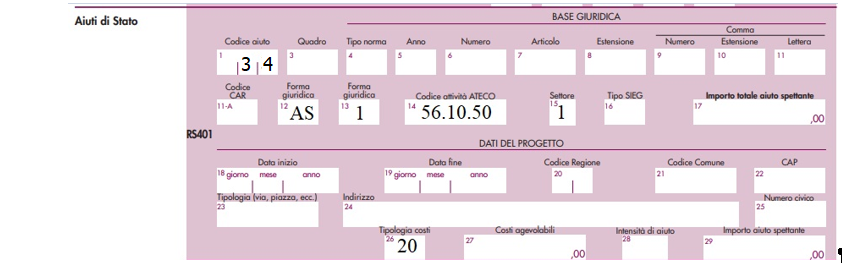 Aiuti di Stato
BASE GIURIDICA
Comma
Codice aiuto Quadro Tipo norma Anno Numero Articolo Estensione Numero Estensione Lettera
1 3 4 3 4 5 6 7 8 9 10 11
Codice CAR Forma giuridica Forma giuridica Codice attività ATECO Settore Tipo SIEG Importo totale aiuto spettante
11-A 12 AS 13 1 14 56.10.50 15 1 16 17 ,00
RS401
DATI DEL PROGETTO
Data inizio Data fine Codice Regione Codice Comune CAP
18 giorno mese anno 19 giorno mese anno 20 21 22
Tipologia (via, piazza, ecc.) Indirizzo Numero civico
23 24 25
Tipologia costi Costi agevolabili Intensità di aiuto Importo aiuto spettante
26 20 27 ,00 28 29 ,00